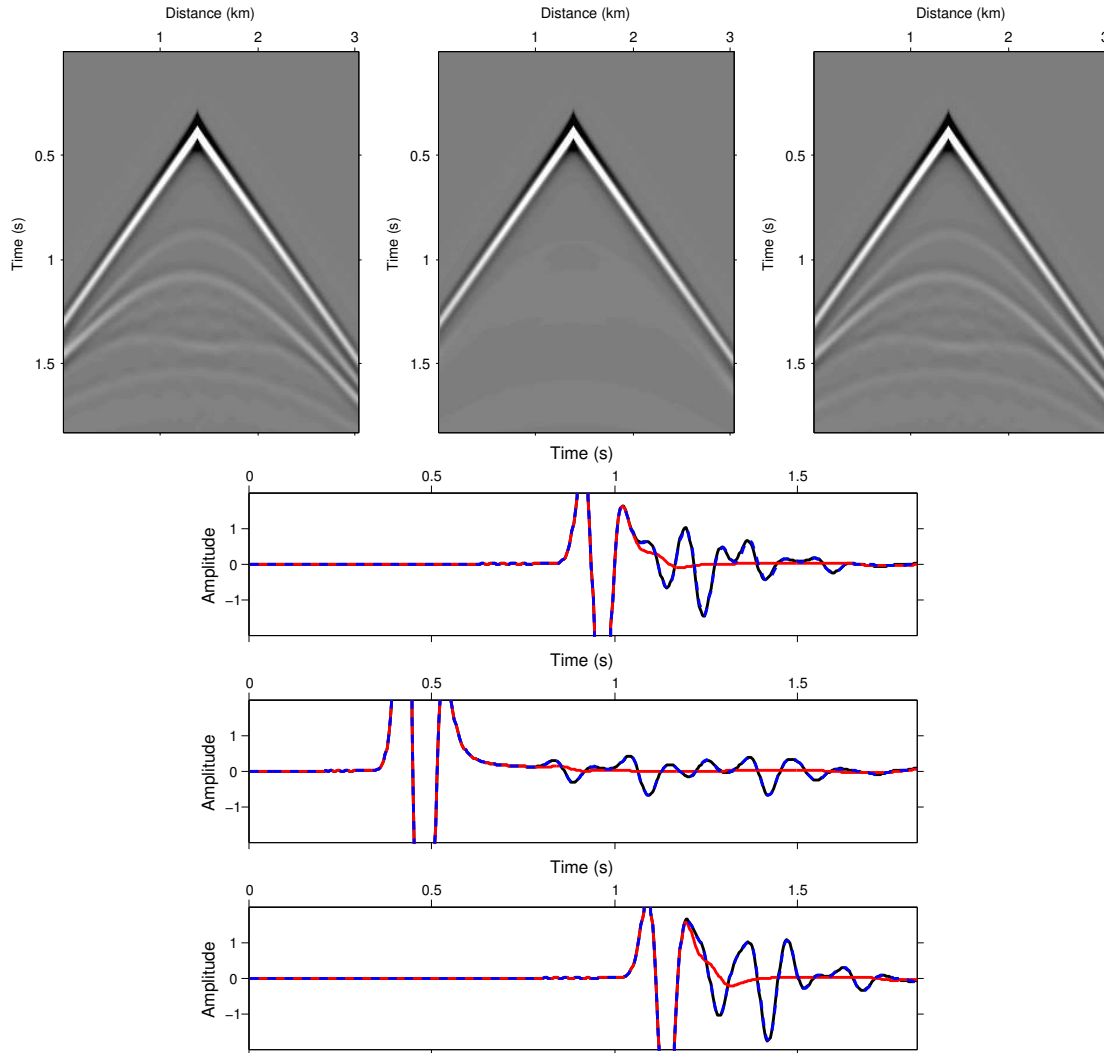 Distance (km) Distance (km) Distance (km)
1 2 3 1 2 3 1 2 3
Time (s) Time (s) Time (s)
0.5 0.5 0.5
1 1 1
1.5 1.5 1.5
Time (s)
0 0.5 1 1.5
Amplitude
1
0
−1
Time (s)
0 0.5 1 1.5
Amplitude
1
0
−1
Time (s)
0 0.5 1 1.5
Amplitude
1
0
−1